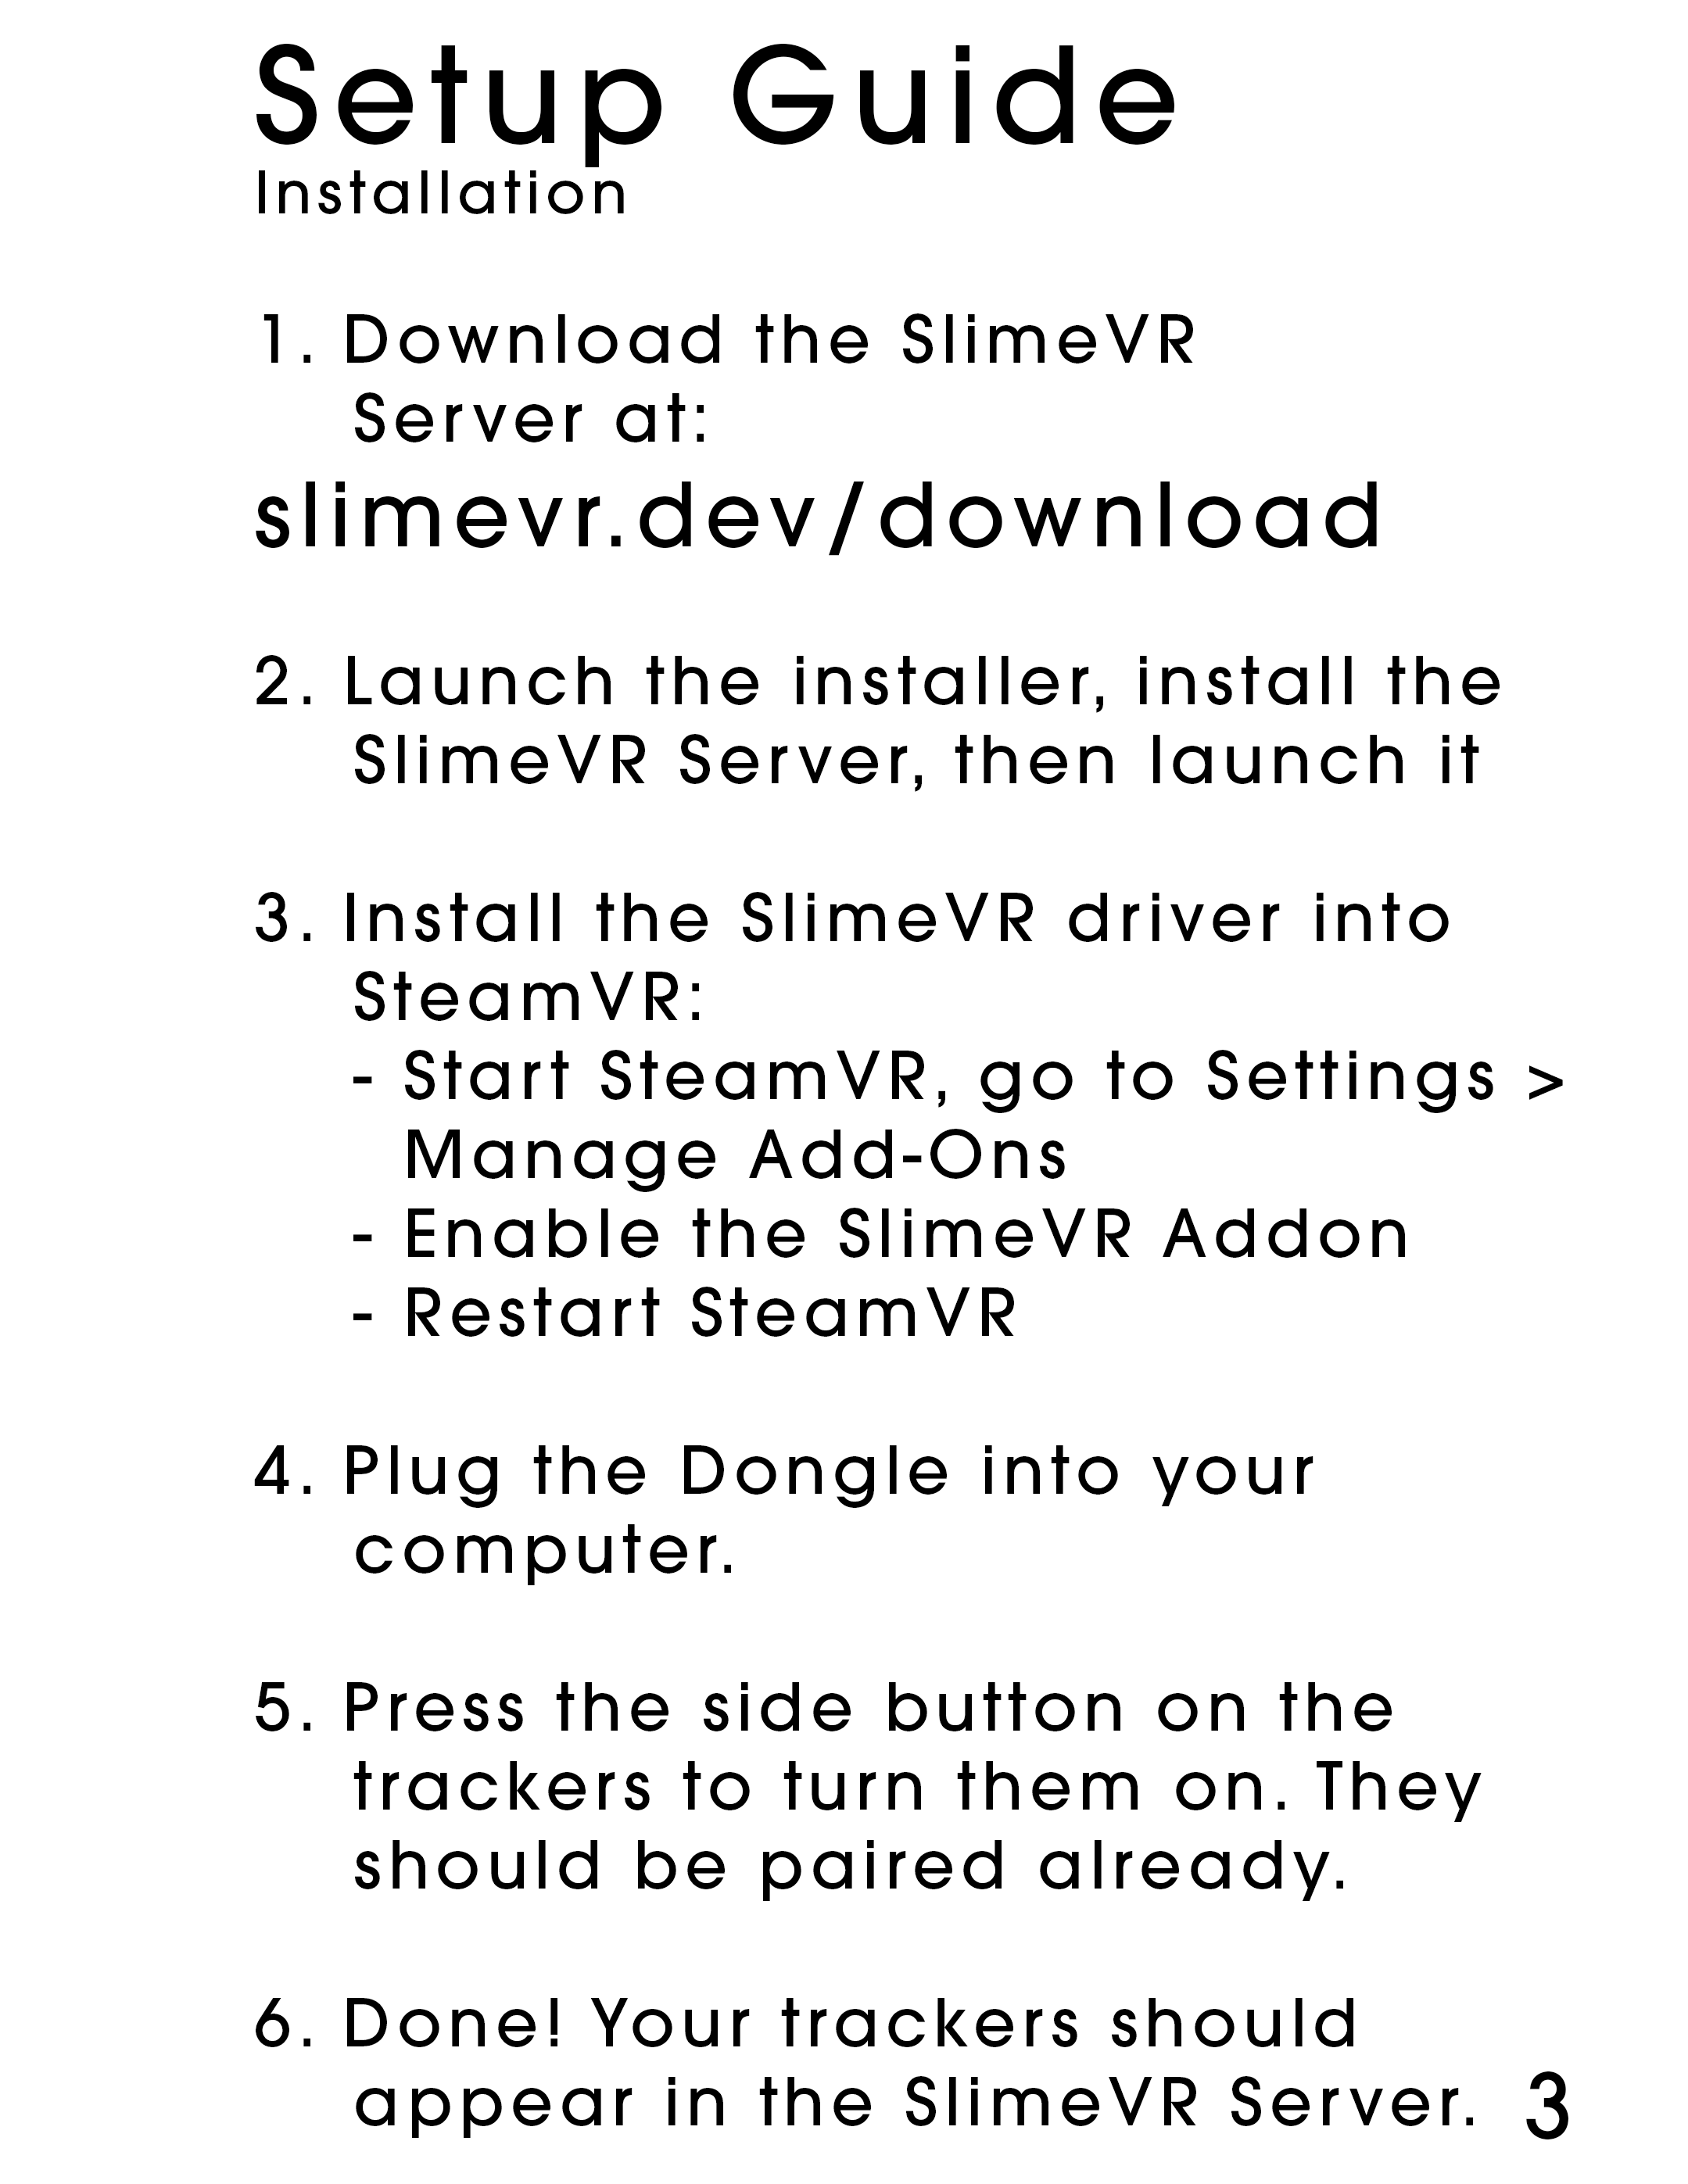 Setup Guide
Installation
1. Download the SlimeVR
Server at:
slimevr.dev/download
2. Launch the installer, install the
SlimeVR Server, then launch it
3. Install the SlimeVR driver into
SteamVR:
- Start SteamVR, go to Settings >
Manage Add-Ons
- Enable the SlimeVR Addon
- Restart SteamVR
4. Plug the Dongle into your
computer.
5. Press the side button on the
trackers to turn them on. They
should be paired already.
6. Done! Your trackers should
appear in the SlimeVR Server.
3